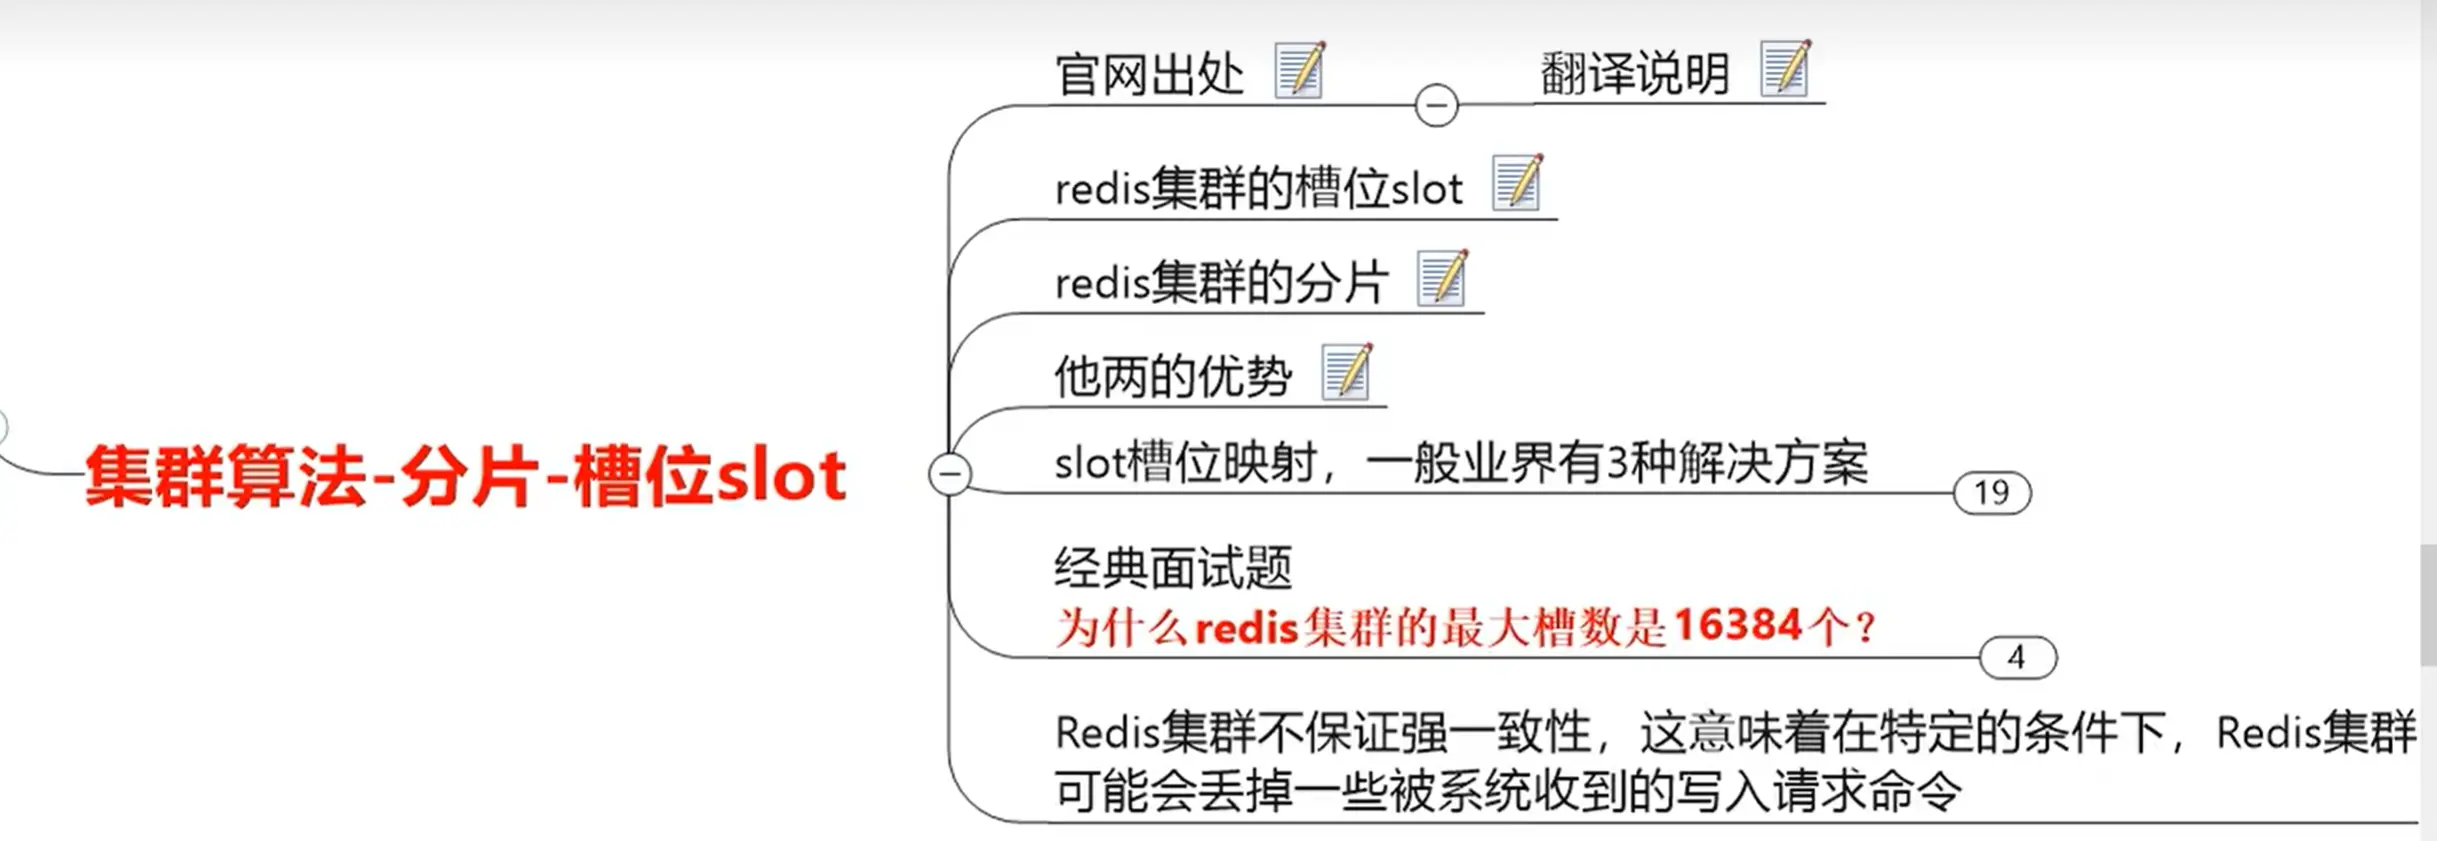 官网出处
翻译说明
redis集群的槽位slot
redis集群的分片
他两的优势
集群算法-分片-槽位slot
slot槽位映射，一般业界有3种解决方案
19
经典面试题
为什么redis集群的最大槽数是16384个？
4
Redis集群不保证强一致性，这意味着在特定的条件下，Redis集群
可能会丢掉一些被系统收到的写入请求命令